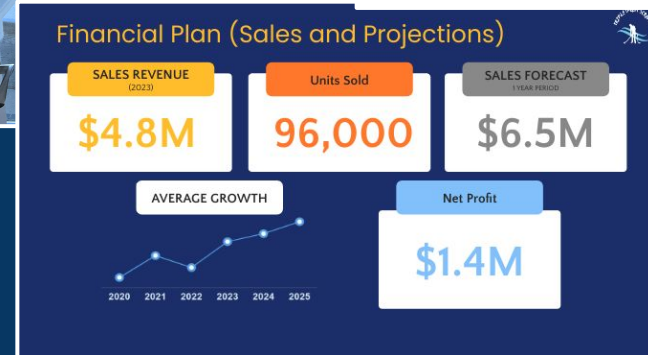 Financial Plan (Sales and Projections)
SALES REVENUE
(2023)
$4.8M
Units Sold
96,000
SALES FORECAST
1 YEAR PERIOD
$6.5M
AVERAGE GROWTH
2020 2021 2022 2023 2024 2025
Net Profit
$1.4M